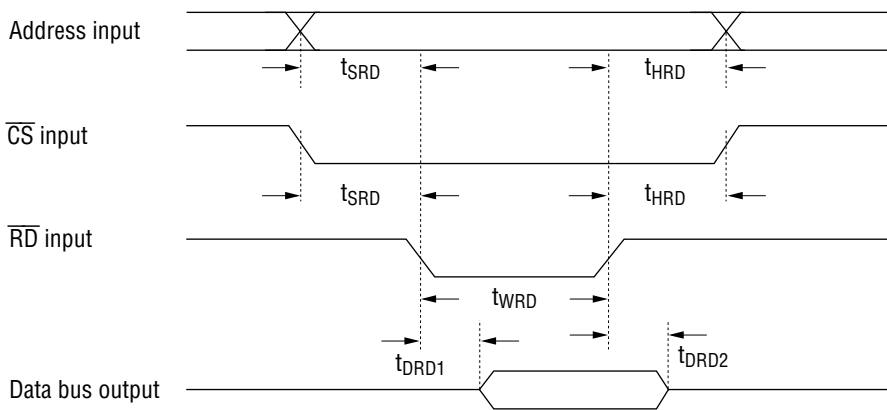 Address input
tSRD tHRD
CS input
tSRD tHRD
RD input
tWRD
tDRD1 tDRD2
Data bus output